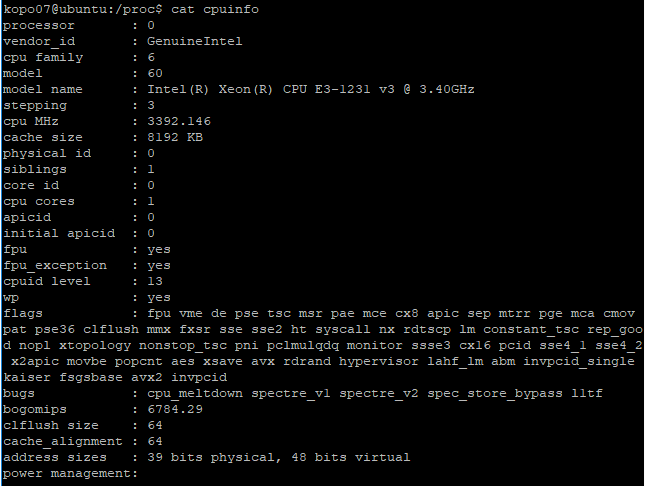 kopo07@ubuntu:/proc$ cat cpuinfo
processor : 0
vendor_id : GenuineIntel
cpu family : 6
model : 60
model name : Intel(R) Xeon(R) CPU E3-1231 v3 @ 3.40GHz
stepping : 3
cpu MHz : 3392.146
cache size : 8192 KB
physical id : 0
siblings : 1
core id : 0
cpu cores : 1
apicid : 0
initial apicid : 0
fpu : yes
fpu_exception : yes
cpuid level : 13
wp : yes
flags : fpu vme de pse tsc msr pae mce cx8 apic sep mtrr pge mca cmov
pat pse36 clflush mmx fxsr sse sse2 ht syscall nx rdtscp lm constant_tsc rep_goo
d nopl xtopology nonstop_tsc pni pclmulqdq monitor ssse3 cx16 pcid sse4_1 sse4_2
x2apic movbe popcnt aes xsave avx rdrand hypervisor lahf_lm abm invpcid_single
kaiser fsgsbase avx2 invpcid
bugs : cpu_meltdown spectre_v1 spectre_v2 spec_store_bypass l1tf
bogomips : 6784.29
clflush size : 64
cache_alignment : 64
address sizes : 39 bits physical, 48 bits virtual
power management: